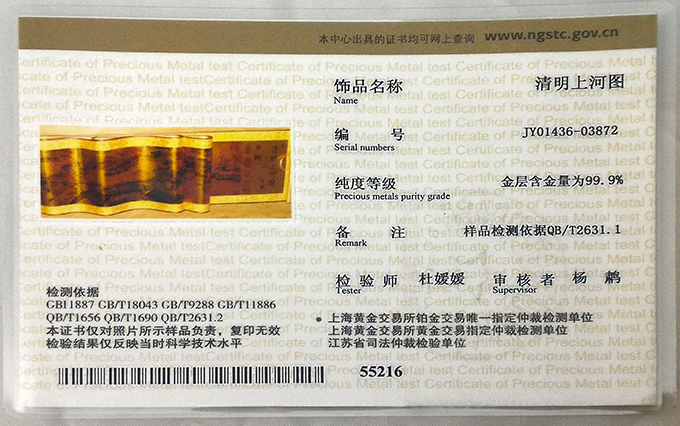 本中心出具的证书均可网上查询 www.ngstc.gov.cn
饰品名称 清明上河图
Name
编 号 JY01436-03872
Serial numbers
纯度等级 金层含金量为99.9%
Precious metals purity grade
备 注 样品检测依据QB/T2631.1
Remark
检验师 杜媛媛 审核者 杨鹣
Tester Supervisor
检测依据
GB11887 GB/T18043 GB/T9288 GB/T11886
QB/T1656 QB/T1690 QB/T2631.2
本证书仅对照片所示样品负责，复印无效
检验结果仅反映当时科学技术水平
上海黄金交易所铂金交易唯一指定仲裁检测单位
上海黄金交易所黄金交易指定仲裁检测单位
江苏省司法仲裁检验单位
55216